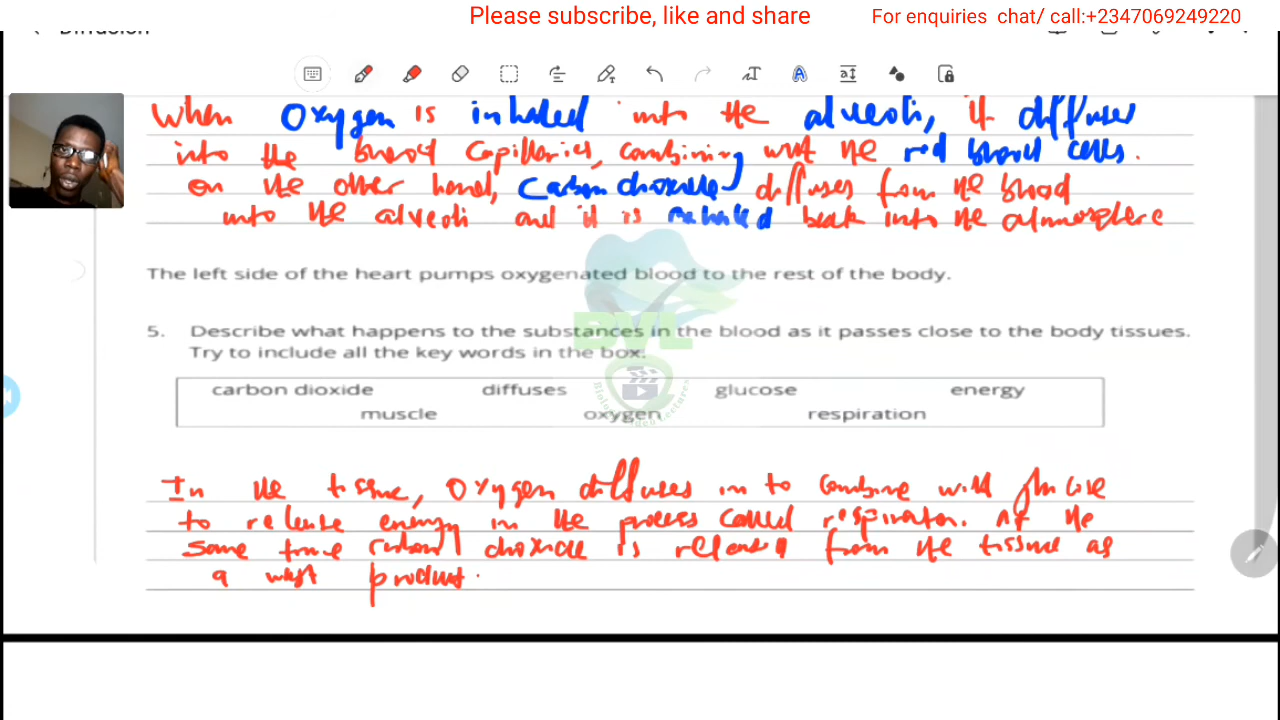 Please subscribe, like and share
For enquiries chat/ call:+2347069249220
Diffusion
When Oxygen is inhaled into the alveoli, it diffuses
into the blood capillaries, combining with the red blood cells.
on the other hand, Carbon dioxide diffuses from the blood
into the alveoli and it is exhaled back into the atmosphere
The left side of the heart pumps oxygenated blood to the rest of the body.
5. Describe what happens to the substances in the blood as it passes close to the body tissues.
Try to include all the key words in the box.
carbon dioxide diffuses glucose energy
muscle oxygen respiration
BVL
Biology Video Lectures
In the tissue, Oxygen diffuses in to combine with glucose
to release energy in the process called respiration. At the
same time carbon dioxide is released from the tissue as
a product.